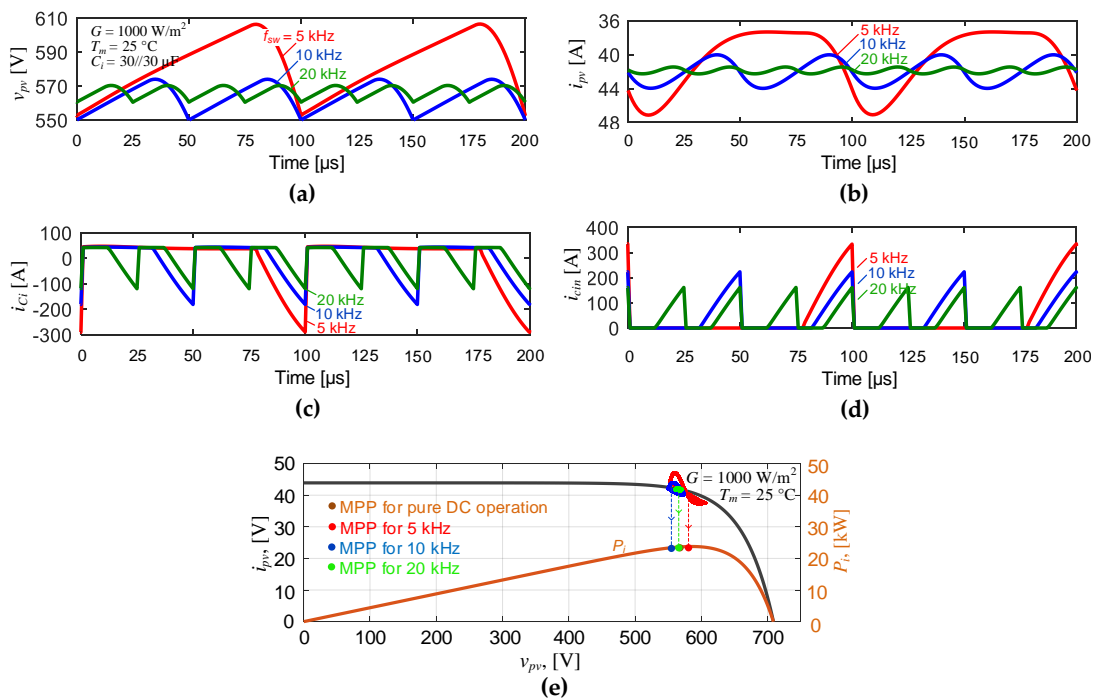 610
590
570
550
v_pv [V]
G = 1000 W/m²
T_m = 25 °C
C_i = 30//30 µF
f_sw = 5 kHz
10 kHz
20 kHz
0 25 50 75 100 125 150 175 200
Time [µs]
(a)
36
40
44
48
i_pv [A]
5 kHz
10 kHz
20 kHz
0 25 50 75 100 125 150 175 200
Time [µs]
(b)
100
0
-100
-200
-300
i_Ci [A]
20 kHz
10 kHz
5 kHz
0 25 50 75 100 125 150 175 200
Time [µs]
(c)
400
300
200
100
0
i_cin [A]
5 kHz
10 kHz
20 kHz
0 25 50 75 100 125 150 175 200
Time [µs]
(d)
50
40
30
20
10
0
i_pv, [V]
G = 1000 W/m²
T_m = 25 °C
MPP for pure DC operation
MPP for 5 kHz
MPP for 10 kHz
MPP for 20 kHz
P_i
50
40
30
20
10
0
P_i, [kW]
0 100 200 300 400 500 600 700
v_pv, [V]
(e)